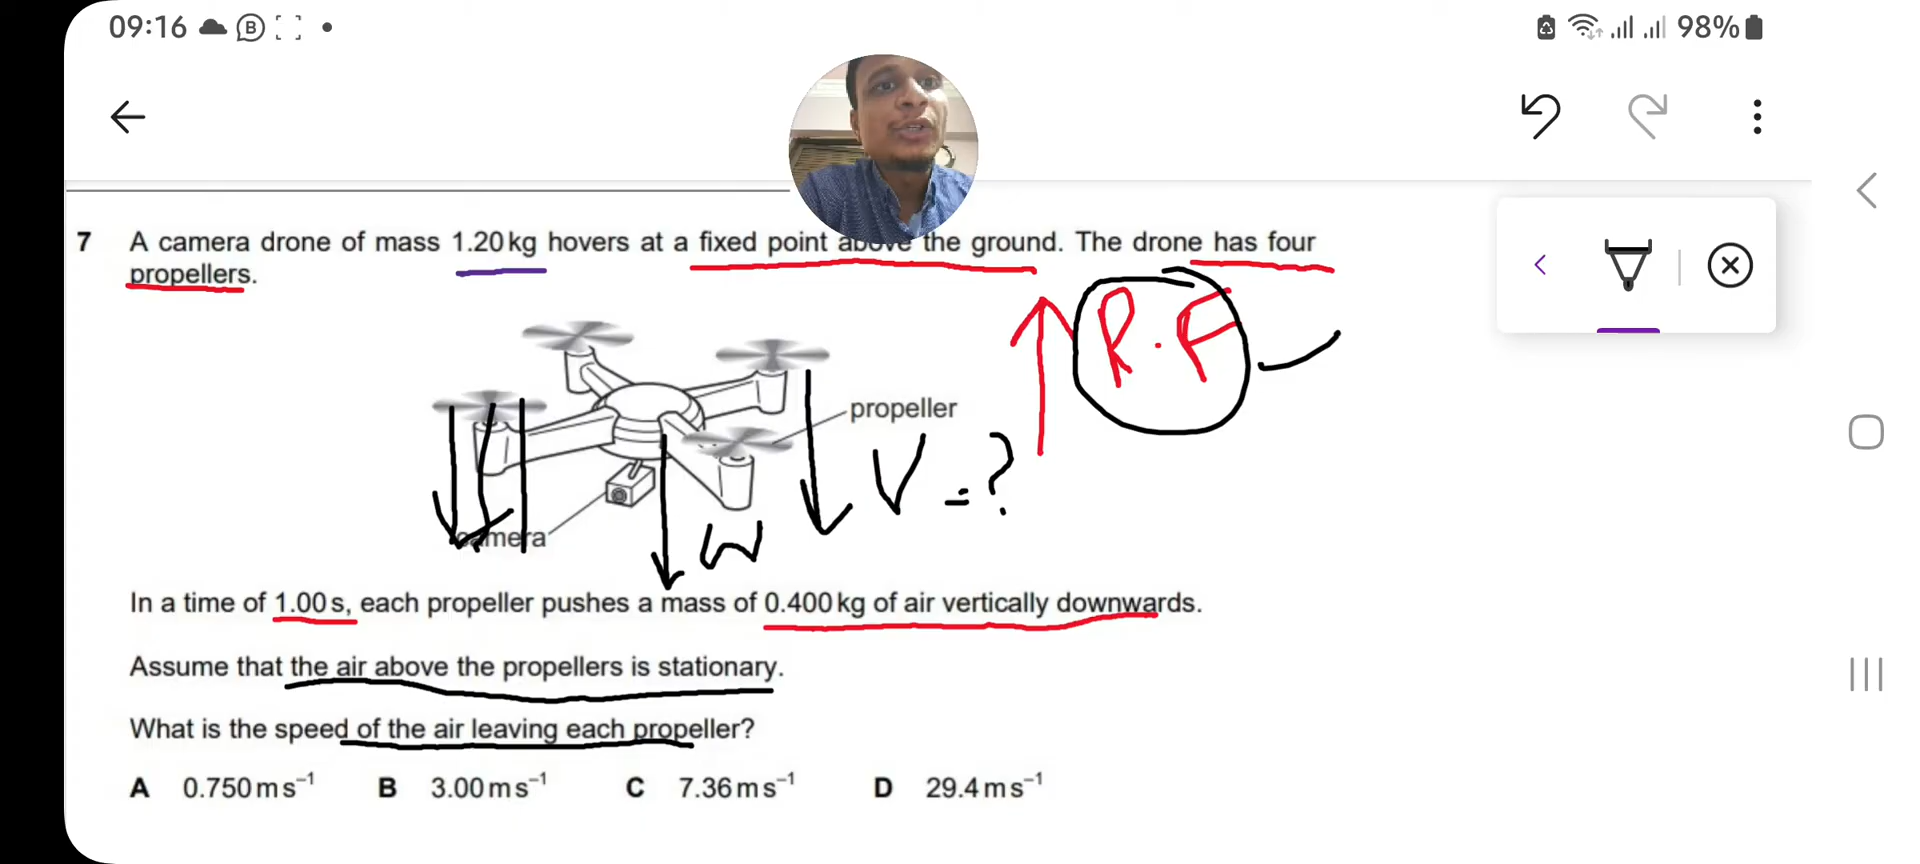 09:16 B 98%
7 A camera drone of mass 1.20 kg hovers at a fixed point above the ground. The drone has four
propellers.
R.F
propeller
V = ?
camera
W
In a time of 1.00 s, each propeller pushes a mass of 0.400 kg of air vertically downwards.
Assume that the air above the propellers is stationary.
What is the speed of the air leaving each propeller?
A 0.750 m s⁻¹ B 3.00 m s⁻¹ C 7.36 m s⁻¹ D 29.4 m s⁻¹